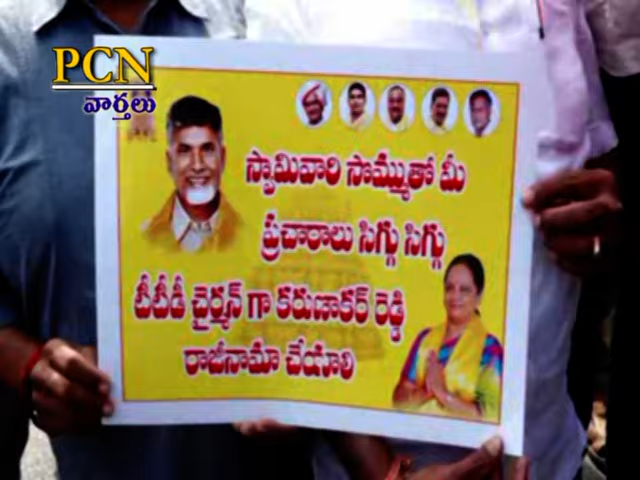 PCN
వార్తలు
స్వామివారి సొమ్ముతో మీ
ప్రచారాలు సిగ్గు సిగ్గు
టీటీడీ చైర్మన్ గా కరుణాకర్ రెడ్డి
రాజీనామా చేయాలి